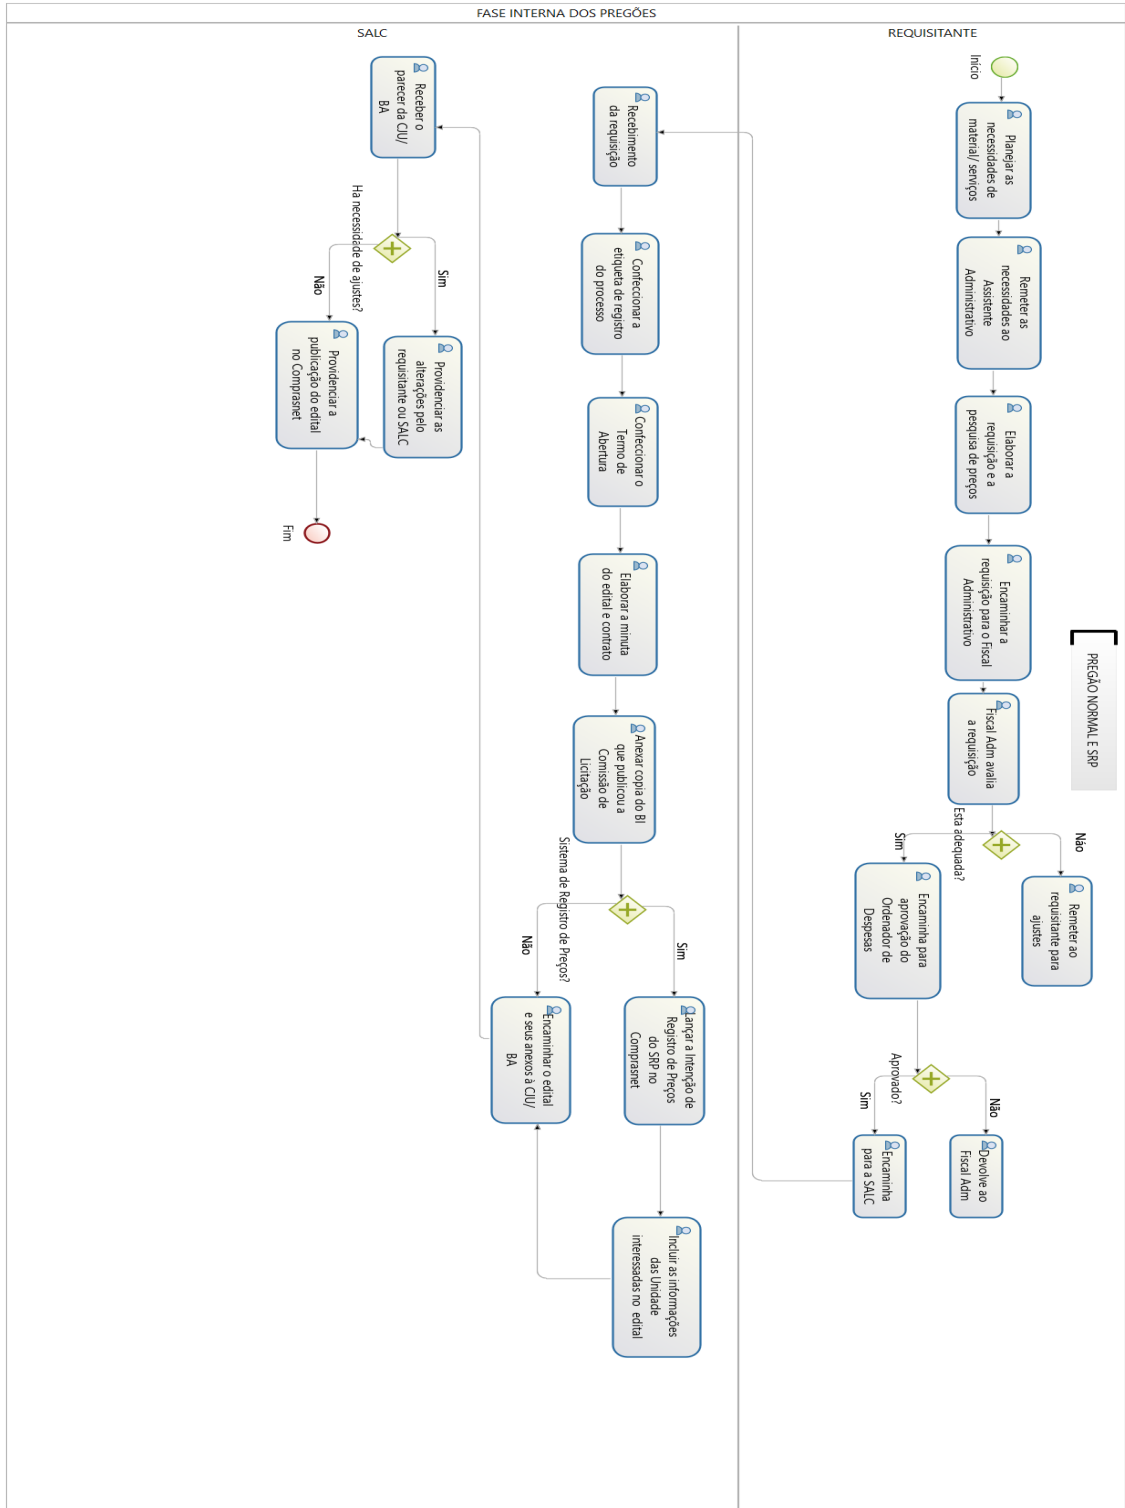 FASE INTERNA DOS PREGÕES
REQUISITANTE
Início
Planejar as
necessidades de
material/ serviços
Remeter as
necessidades ao
Assistente
Administrativo
Elaborar a
requisição e a
pesquisa de preços
Encaminhar a
requisição para o Fiscal
Administrativo
Fiscal Adm avalia
a requisição
Esta adequada?
Não
Remeter ao
requisitante para
ajustes
Sim
Encaminha para
aprovação do
Ordenador de
Despesas
Aprovado?
Não
Devolve ao
Fiscal Adm
Sim
Encaminha
para a SALC
PREGÃO NORMAL E SRP
SALC
Recebimento
da requisição
Confeccionar a
etiqueta de registro
do processo
Confeccionar o
Termo de
Abertura
Elaborar a minuta
do edital e contrato
Anexar copia do BI
que publicou a
Comissão de
Licitação
Sistema de Registro de Preços?
Sim
Lançar a Intenção de
Registro de Preços
do SRP no
Comprasnet
Incluir as informações
das Unidade
interessadas no edital
Não
Encaminhar o edital
e seus anexos à CJU/
BA
Receber o
parecer da CJU/
BA
Ha necessidade de ajustes?
Sim
Providenciar as
alterações pelo
requisitante ou SALC
Não
Providenciar a
publicação do edital
no Comprasnet
Fim